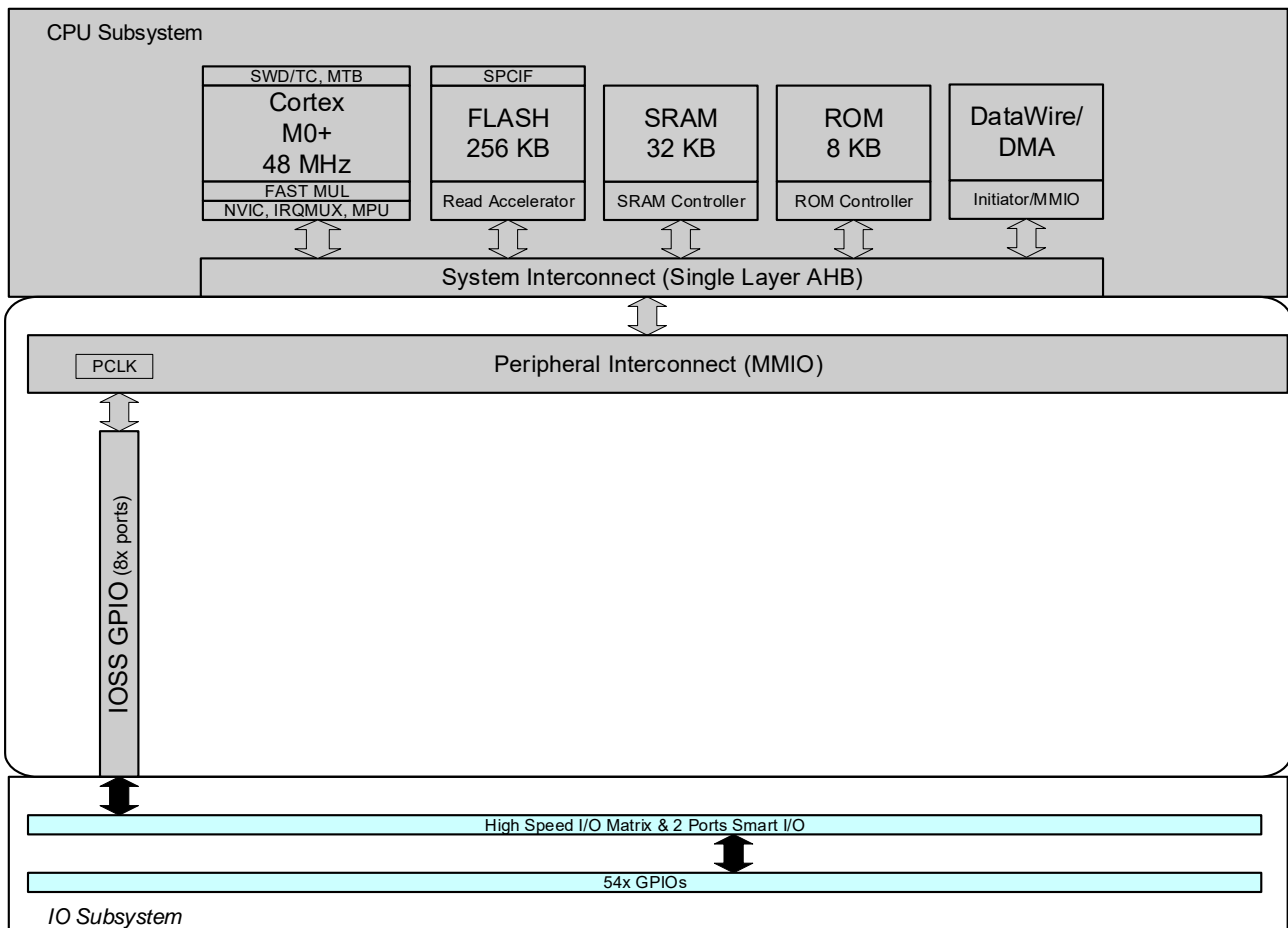 CPU Subsystem
SWD/TC, MTB
Cortex
M0+
48 MHz
FAST MUL
NVIC, IRQMUX, MPU
SPCIF
FLASH
256 KB
Read Accelerator
SRAM
32 KB
SRAM Controller
ROM
8 KB
ROM Controller
DataWire/
DMA
Initiator/MMIO
System Interconnect (Single Layer AHB)
PCLK
Peripheral Interconnect (MMIO)
IOSS GPIO (8x ports)
High Speed I/O Matrix & 2 Ports Smart I/O
54x GPIOs
IO Subsystem